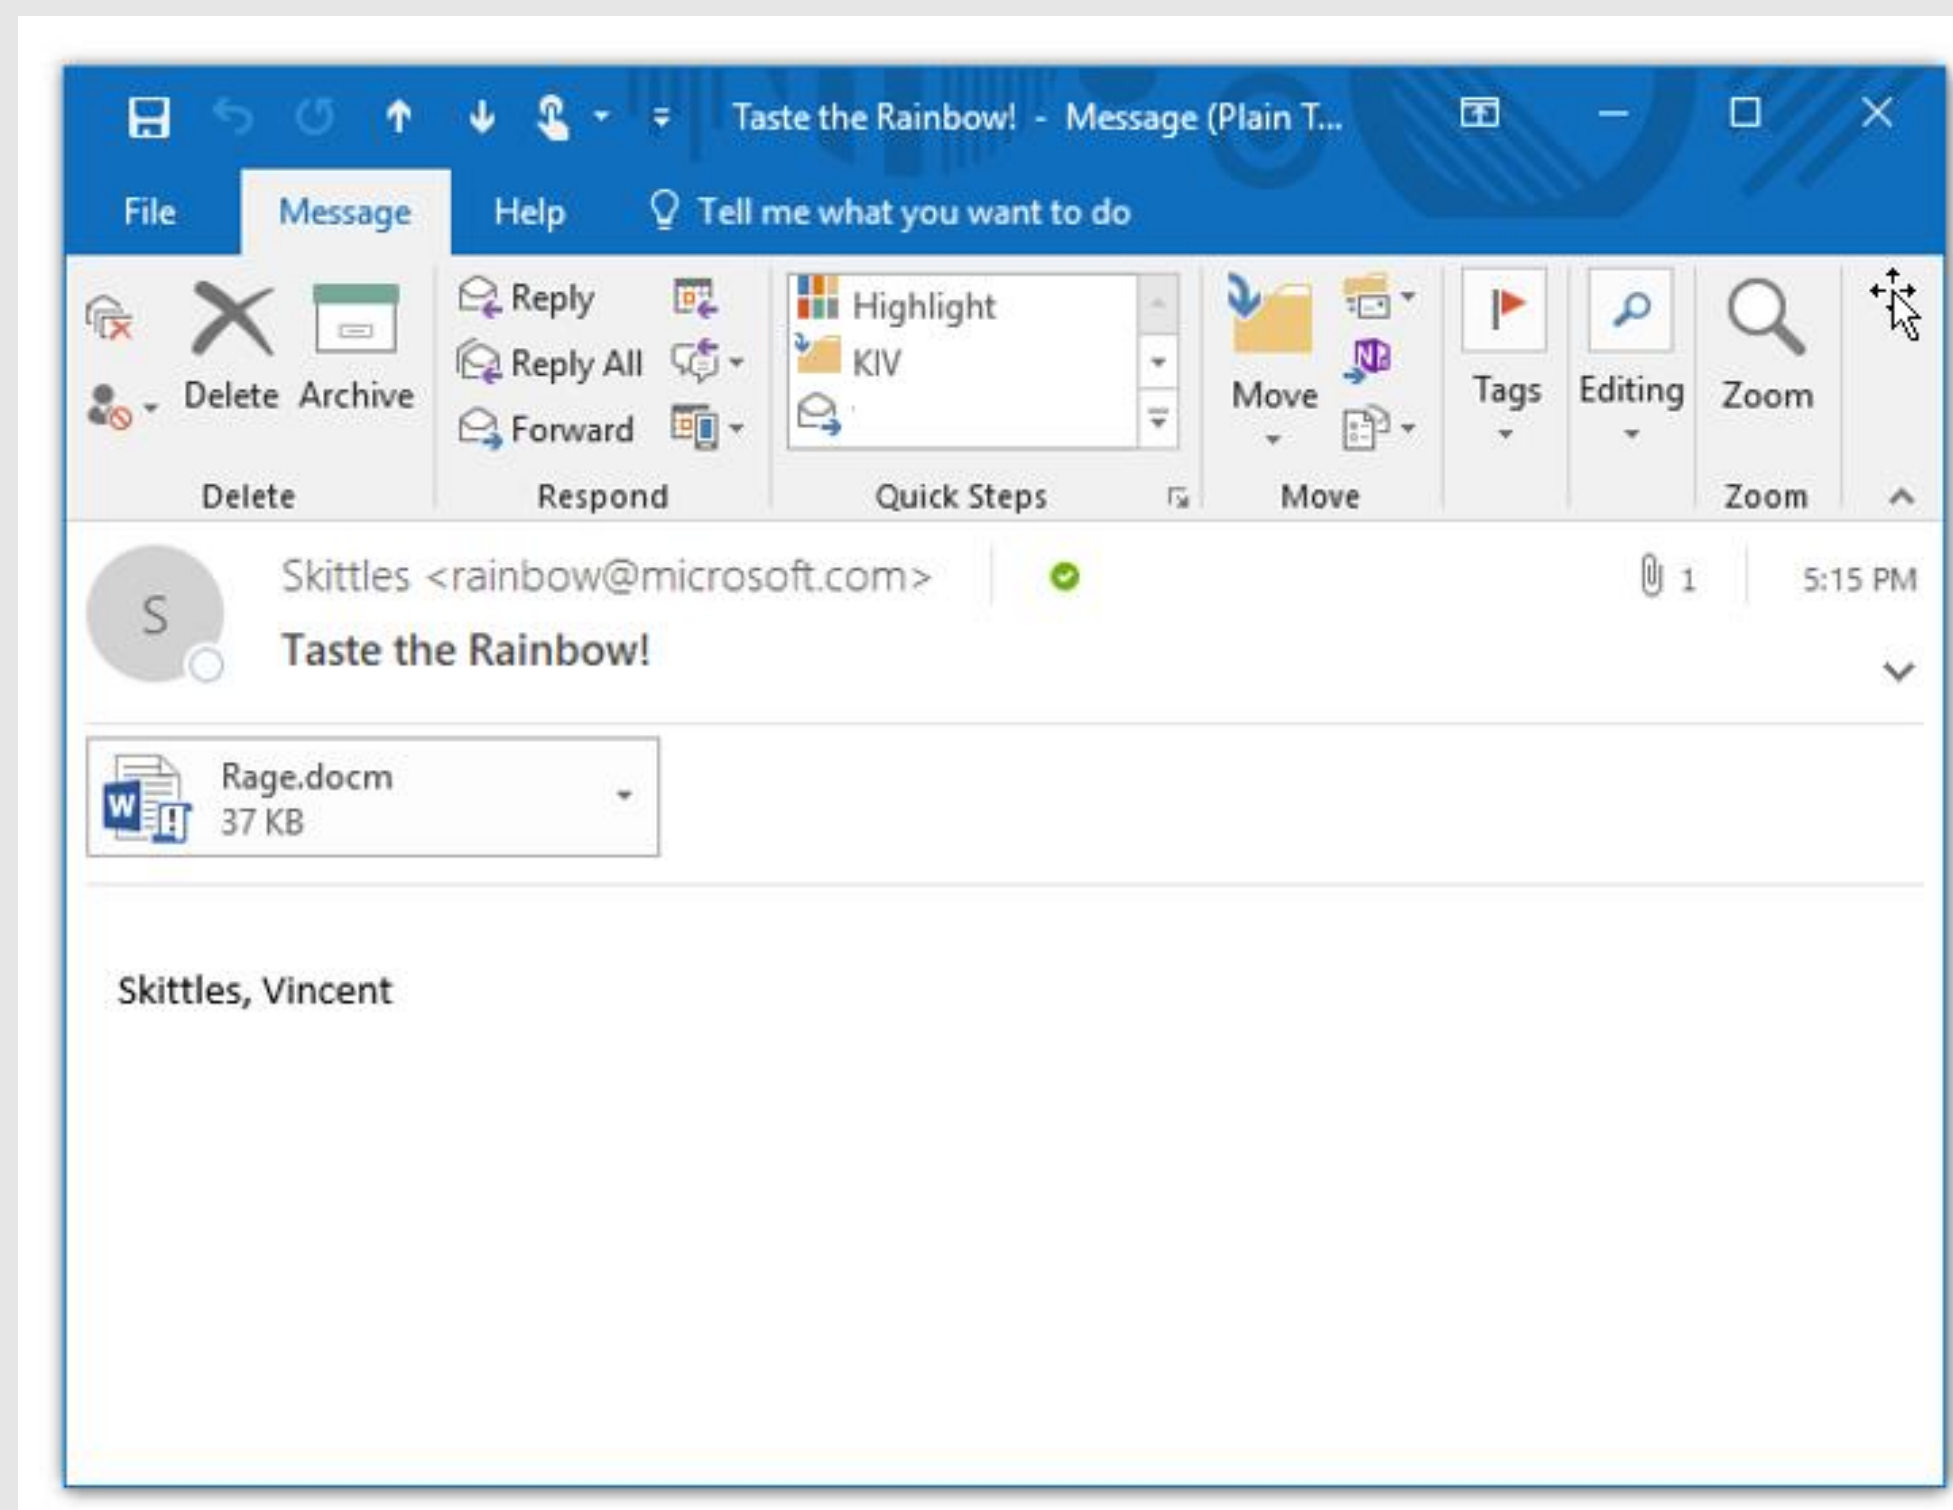 Taste the Rainbow! - Message (Plain T...
File Message Help Tell me what you want to do
Delete Archive
Reply
Reply All
Forward
Highlight
KIV
Move
Tags Editing Zoom
Delete Respond Quick Steps Move Zoom
S
Skittles <rainbow@microsoft.com> 1 5:15 PM
Taste the Rainbow!
W
Rage.docm
37 KB
Skittles, Vincent